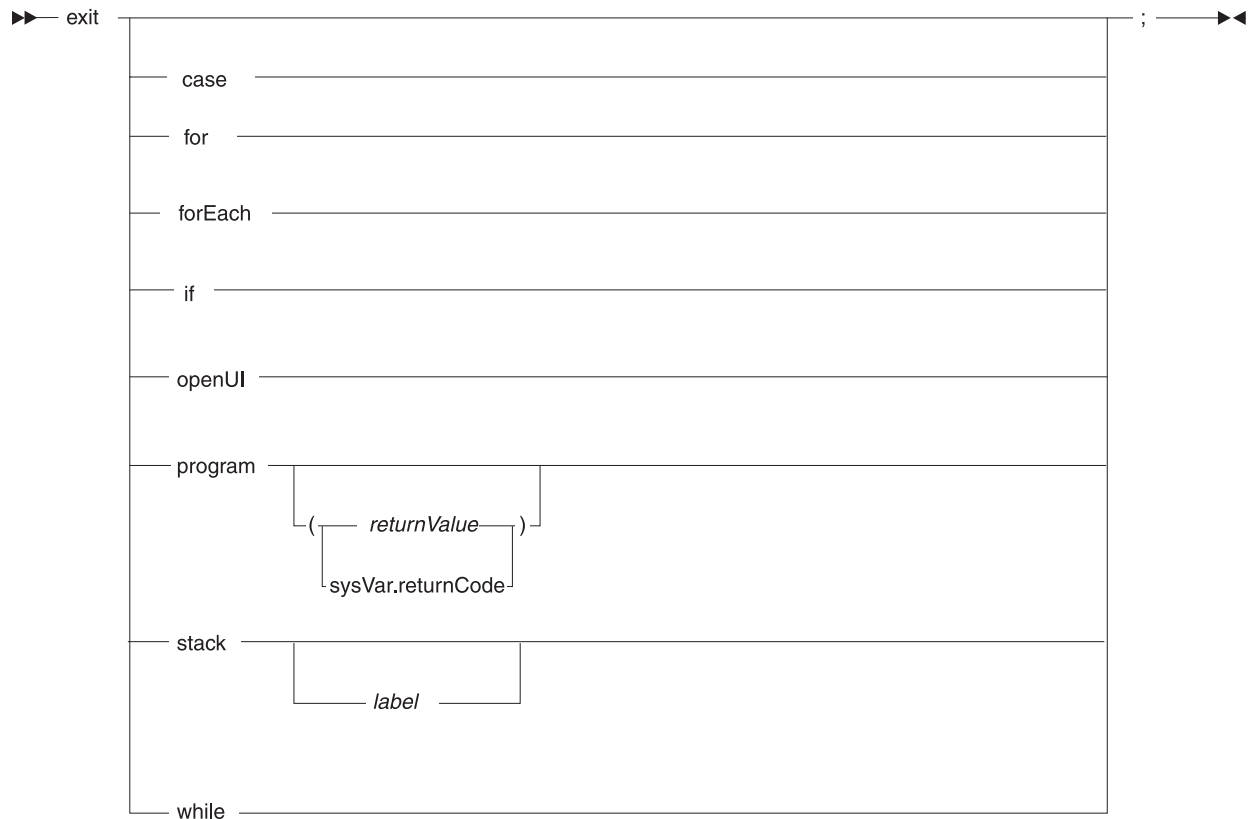 exit ;
case
for
forEach
if
openUI
program
( returnValue )
sysVar.returnCode
stack
label
while